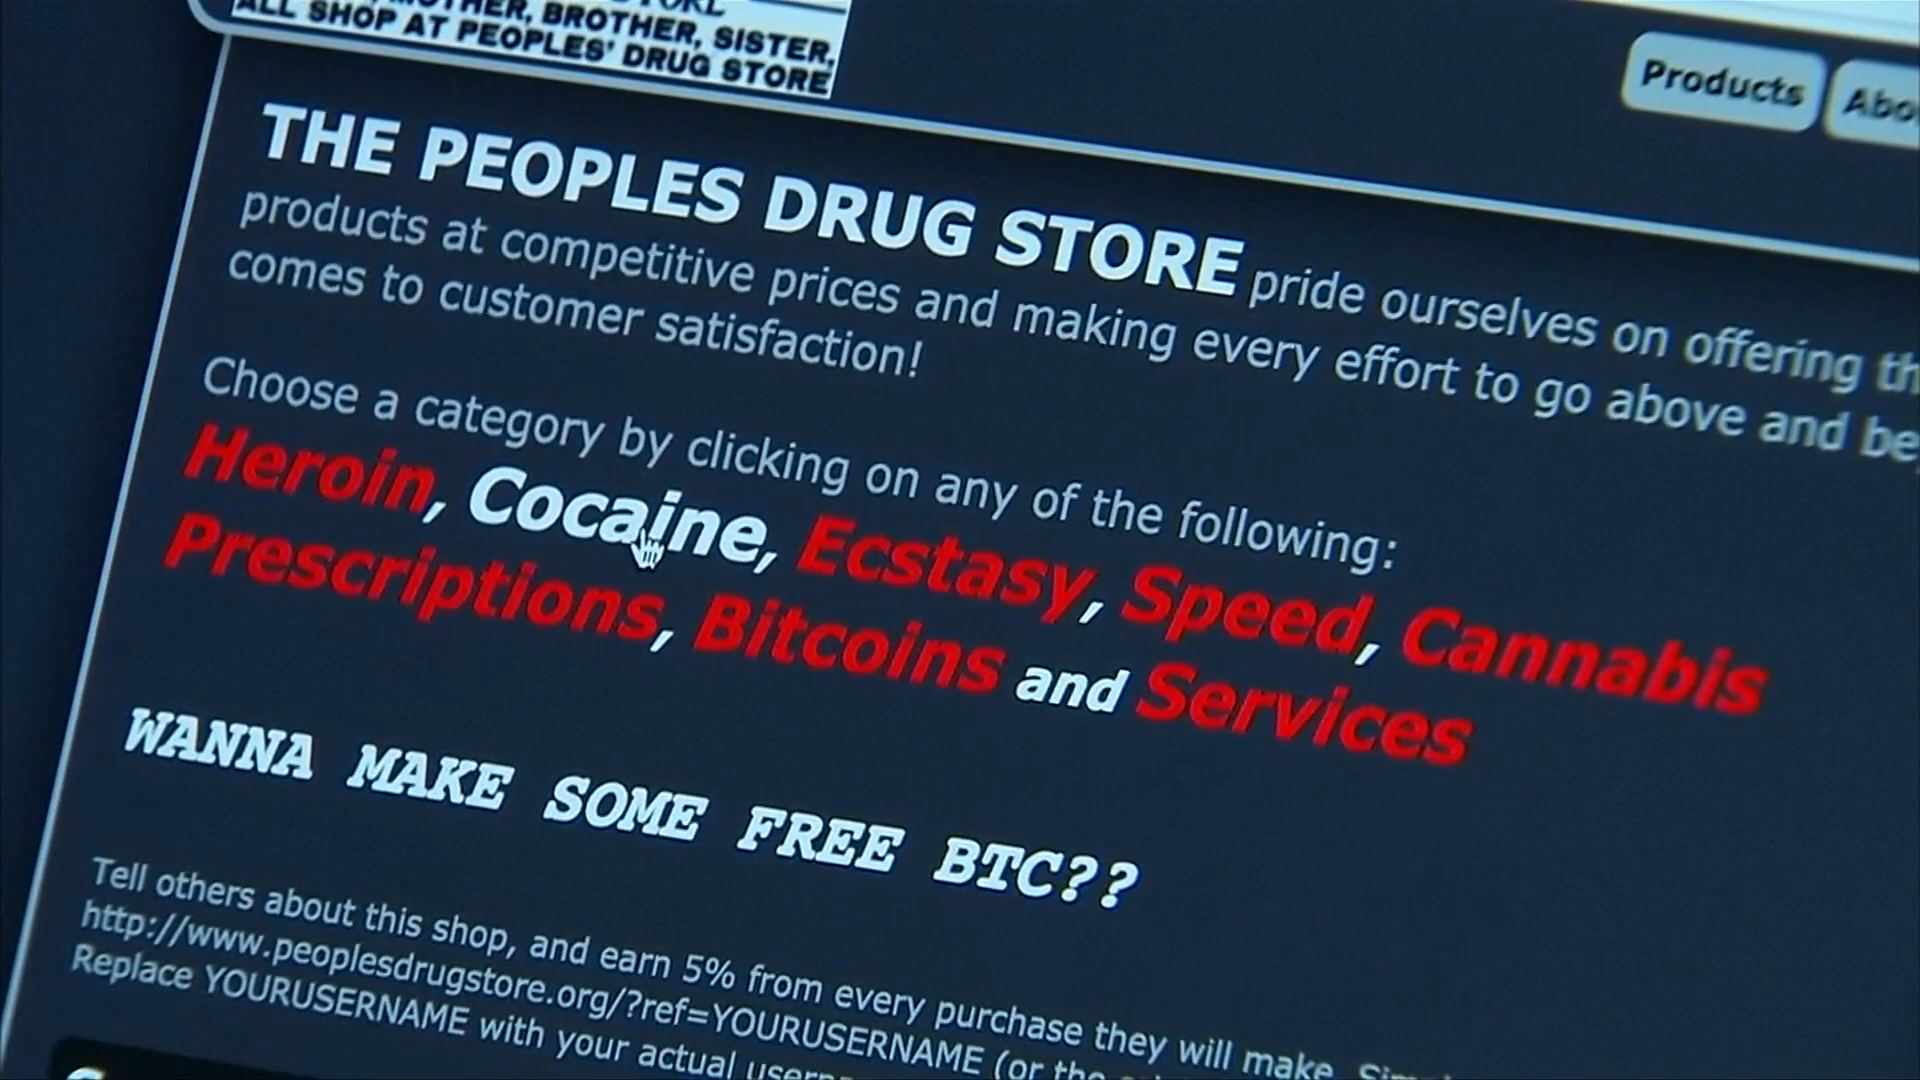 MOTHER, BROTHER, SISTER,
ALL SHOP AT PEOPLES' DRUG STORE
Products
THE PEOPLES DRUG STORE pride ourselves on offering
products at competitive prices and making every effort to go above and
comes to customer satisfaction!
Choose a category by clicking on any of the following:
Heroin, Cocaine, Ecstasy, Speed, Cannabis
Prescriptions, Bitcoins and Services
WANNA MAKE SOME FREE BTC??
Tell others about this shop, and earn 5% from every purchase they will make.
http://www.peoplesdrugstore.org/?ref=YOURUSERNAME (or the
Replace YOURUSERNAME with your actual